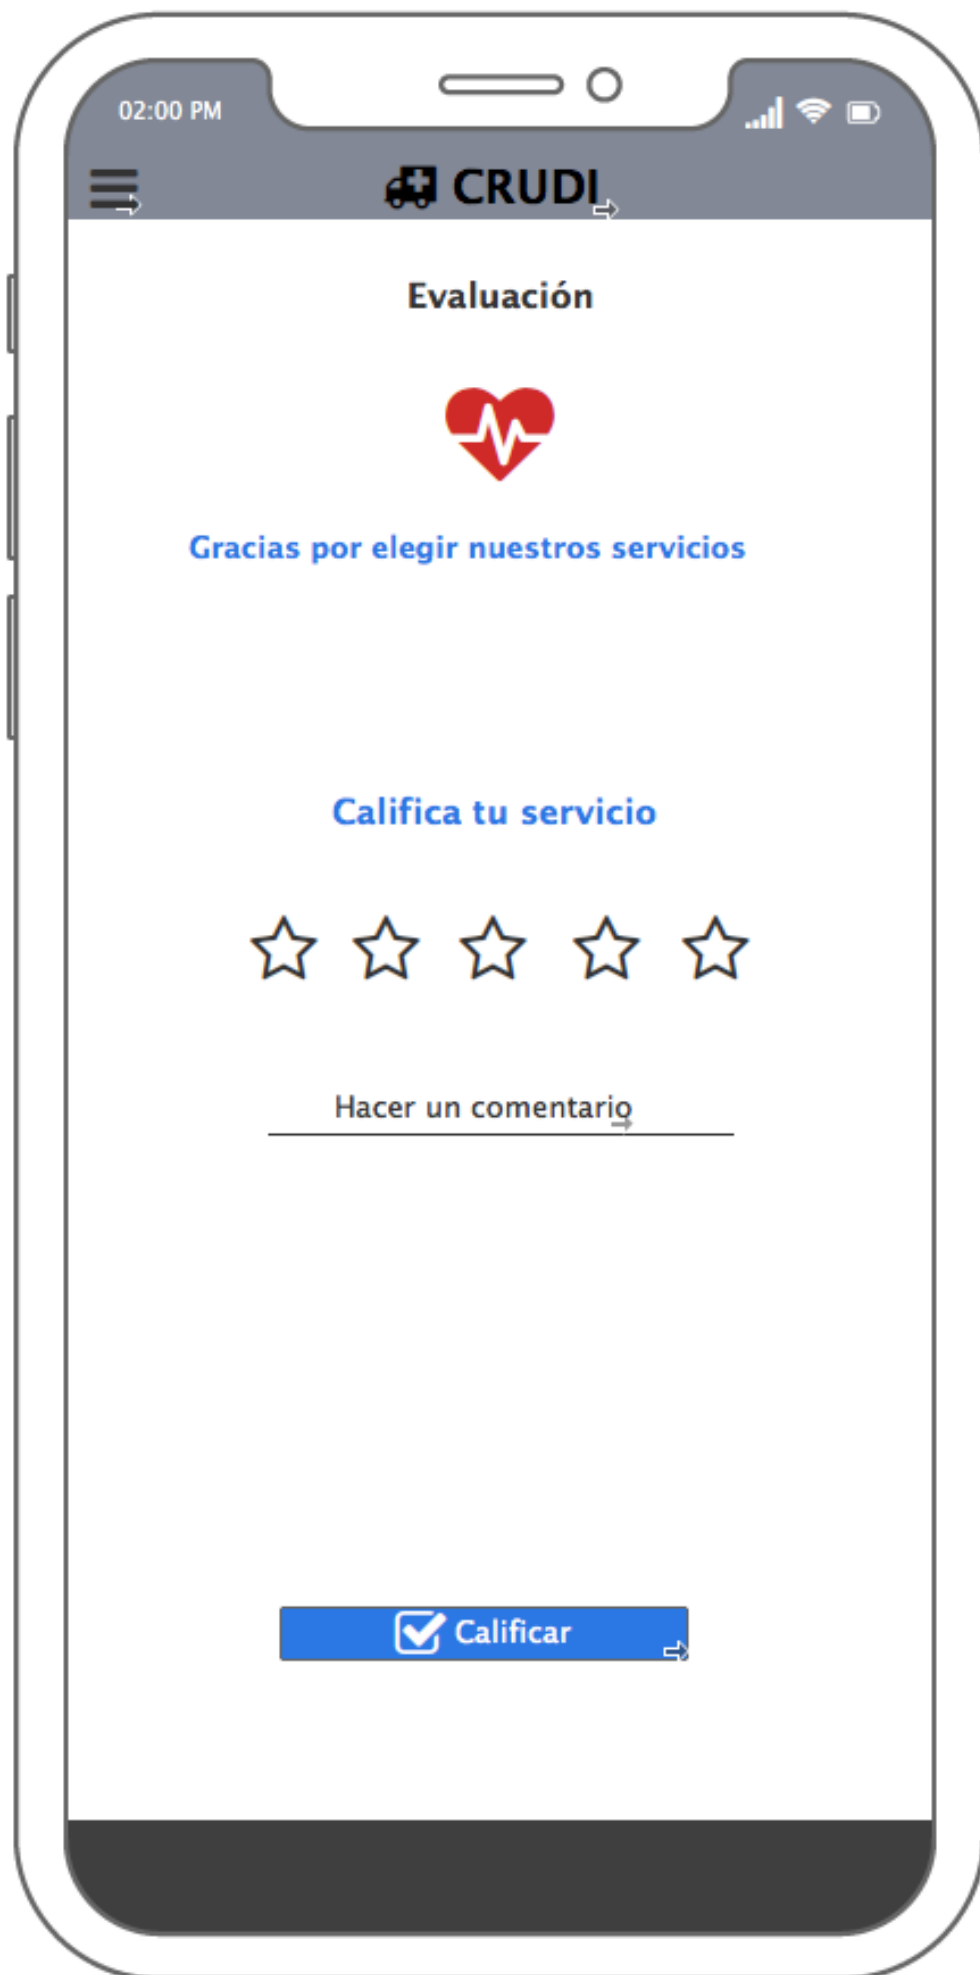 02:00 PM
CRUDI
Evaluación
Gracias por elegir nuestros servicios
Califica tu servicio
Hacer un comentario
Calificar